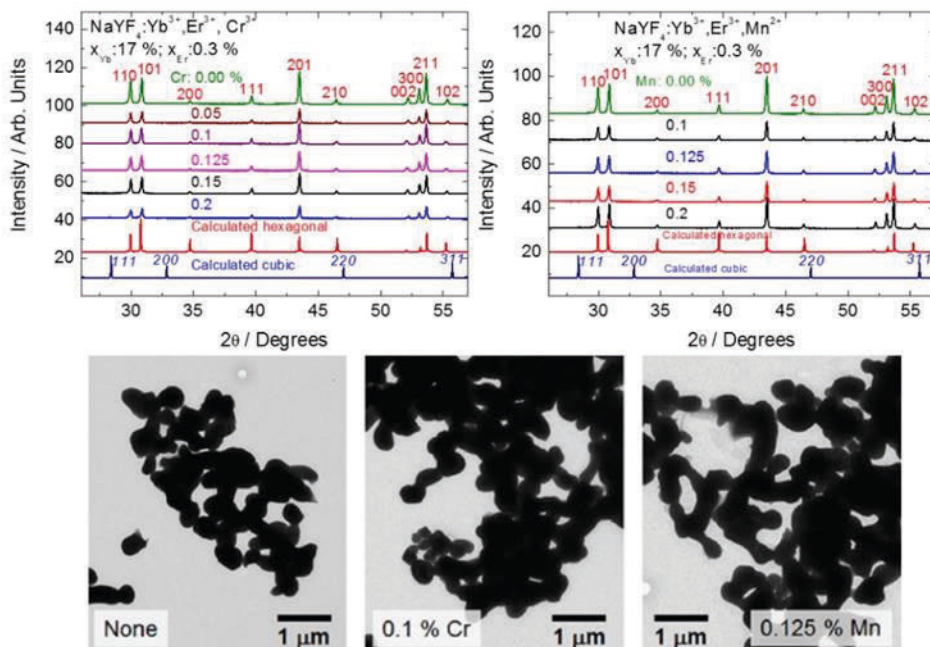 NaYF₄:Yb³⁺,Er³⁺, Cr³⁺
x_Yb:17 %; x_Er:0.3 %
Cr: 0.00 %
110 101 200 111 201 210 002 300 211 102
0.05
0.1
0.125
0.15
0.2
Calculated hexagonal
Calculated cubic
111 200 220 311
Intensity / Arb. Units
140
120
100
80
60
40
20
30 35 40 45 50 55
2θ / Degrees
NaYF₄:Yb³⁺,Er³⁺,Mn²⁺
x_Yb:17 %; x_Er:0.3 %
Mn: 0.00 %
110 101 200 111 201 210 002 300 211 102
0.1
0.125
0.15
0.2
Calculated hexagonal
Calculated cubic
111 200 220 311
Intensity / Arb. Units
120
100
80
60
40
20
30 35 40 45 50 55
2θ / Degrees
None
1 μm
0.1 % Cr
1 μm
0.125 % Mn
1 μm